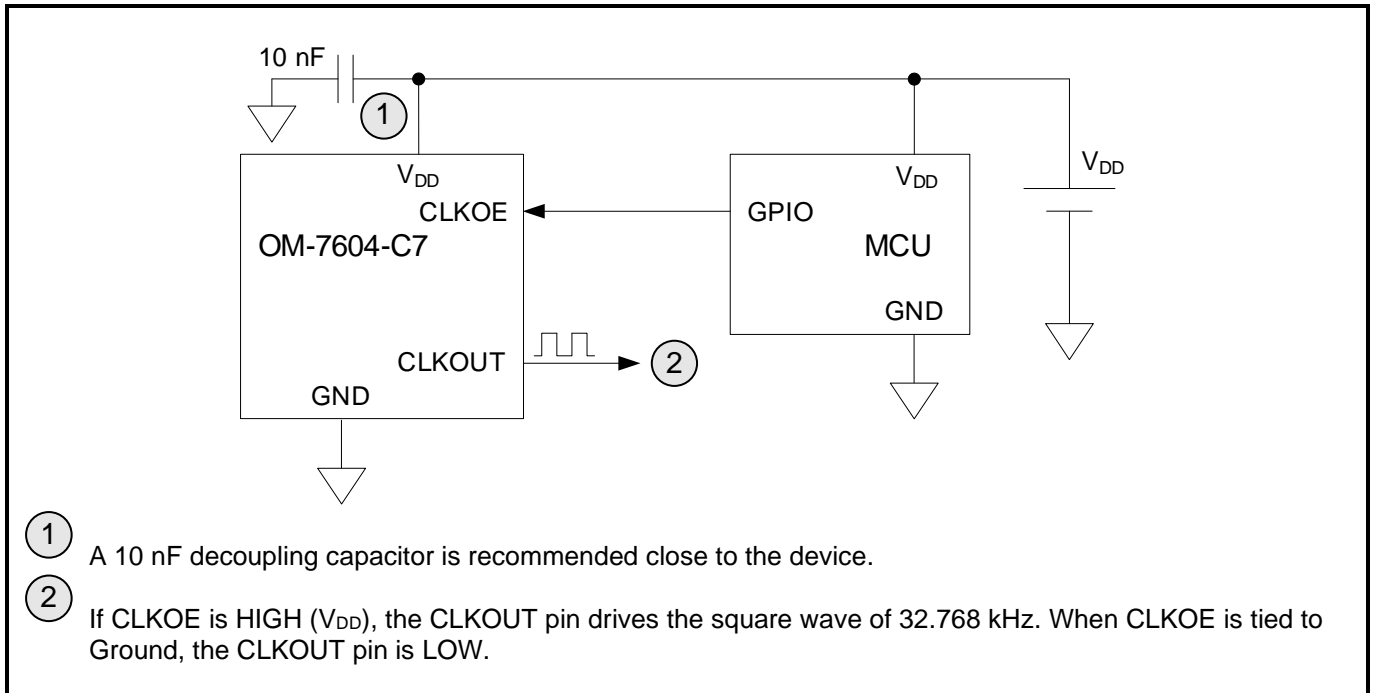 10 nF
1
VDD
VDD
VDD
CLKOE
GPIO
OM-7604-C7
MCU
GND
CLKOUT
2
GND
1
A 10 nF decoupling capacitor is recommended close to the device.
2
If CLKOE is HIGH (VDD), the CLKOUT pin drives the square wave of 32.768 kHz. When CLKOE is tied to
Ground, the CLKOUT pin is LOW.